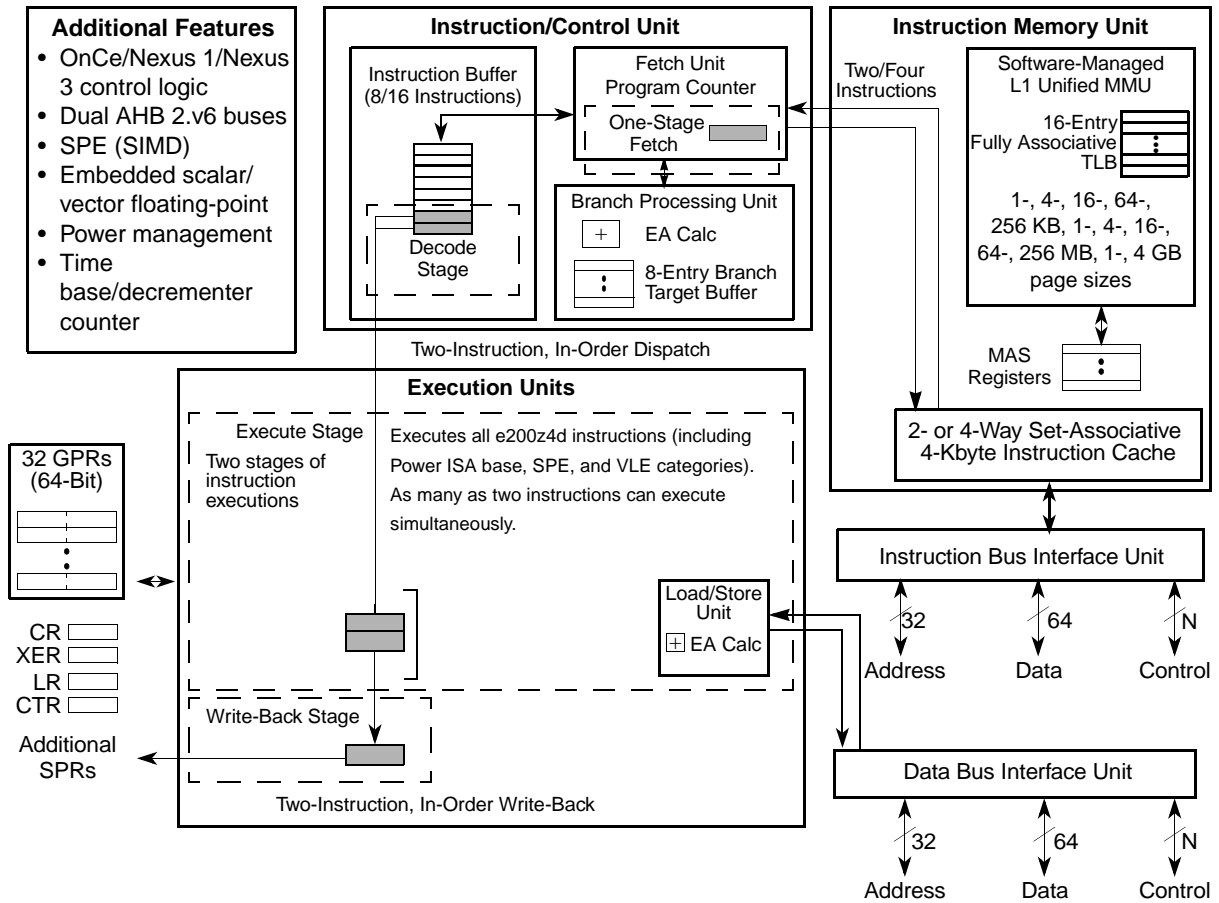 Additional Features
• OnCe/Nexus 1/Nexus
3 control logic
• Dual AHB 2.v6 buses
• SPE (SIMD)
• Embedded scalar/
vector floating-point
• Power management
• Time
base/decrementer
counter
Instruction/Control Unit
Instruction Buffer
(8/16 Instructions)
Decode
Stage
Fetch Unit
Program Counter
One-Stage
Fetch
Branch Processing Unit
+
EA Calc
8-Entry Branch
Target Buffer
Two/Four
Instructions
Instruction Memory Unit
Software-Managed
L1 Unified MMU
16-Entry
Fully Associative
TLB
1-, 4-, 16-, 64-,
256 KB, 1-, 4-, 16-,
64-, 256 MB, 1-, 4 GB
page sizes
MAS
Registers
2- or 4-Way Set-Associative
4-Kbyte Instruction Cache
Two-Instruction, In-Order Dispatch
Execution Units
Execute Stage
Two stages of
instruction
executions
Executes all e200z4d instructions (including
Power ISA base, SPE, and VLE categories).
As many as two instructions can execute
simultaneously.
Load/Store
Unit
+ EA Calc
Write-Back Stage
Two-Instruction, In-Order Write-Back
32 GPRs
(64-Bit)
CR
XER
LR
CTR
Additional
SPRs
Instruction Bus Interface Unit
32
64
N
Address
Data
Control
Data Bus Interface Unit
32
64
N
Address
Data
Control